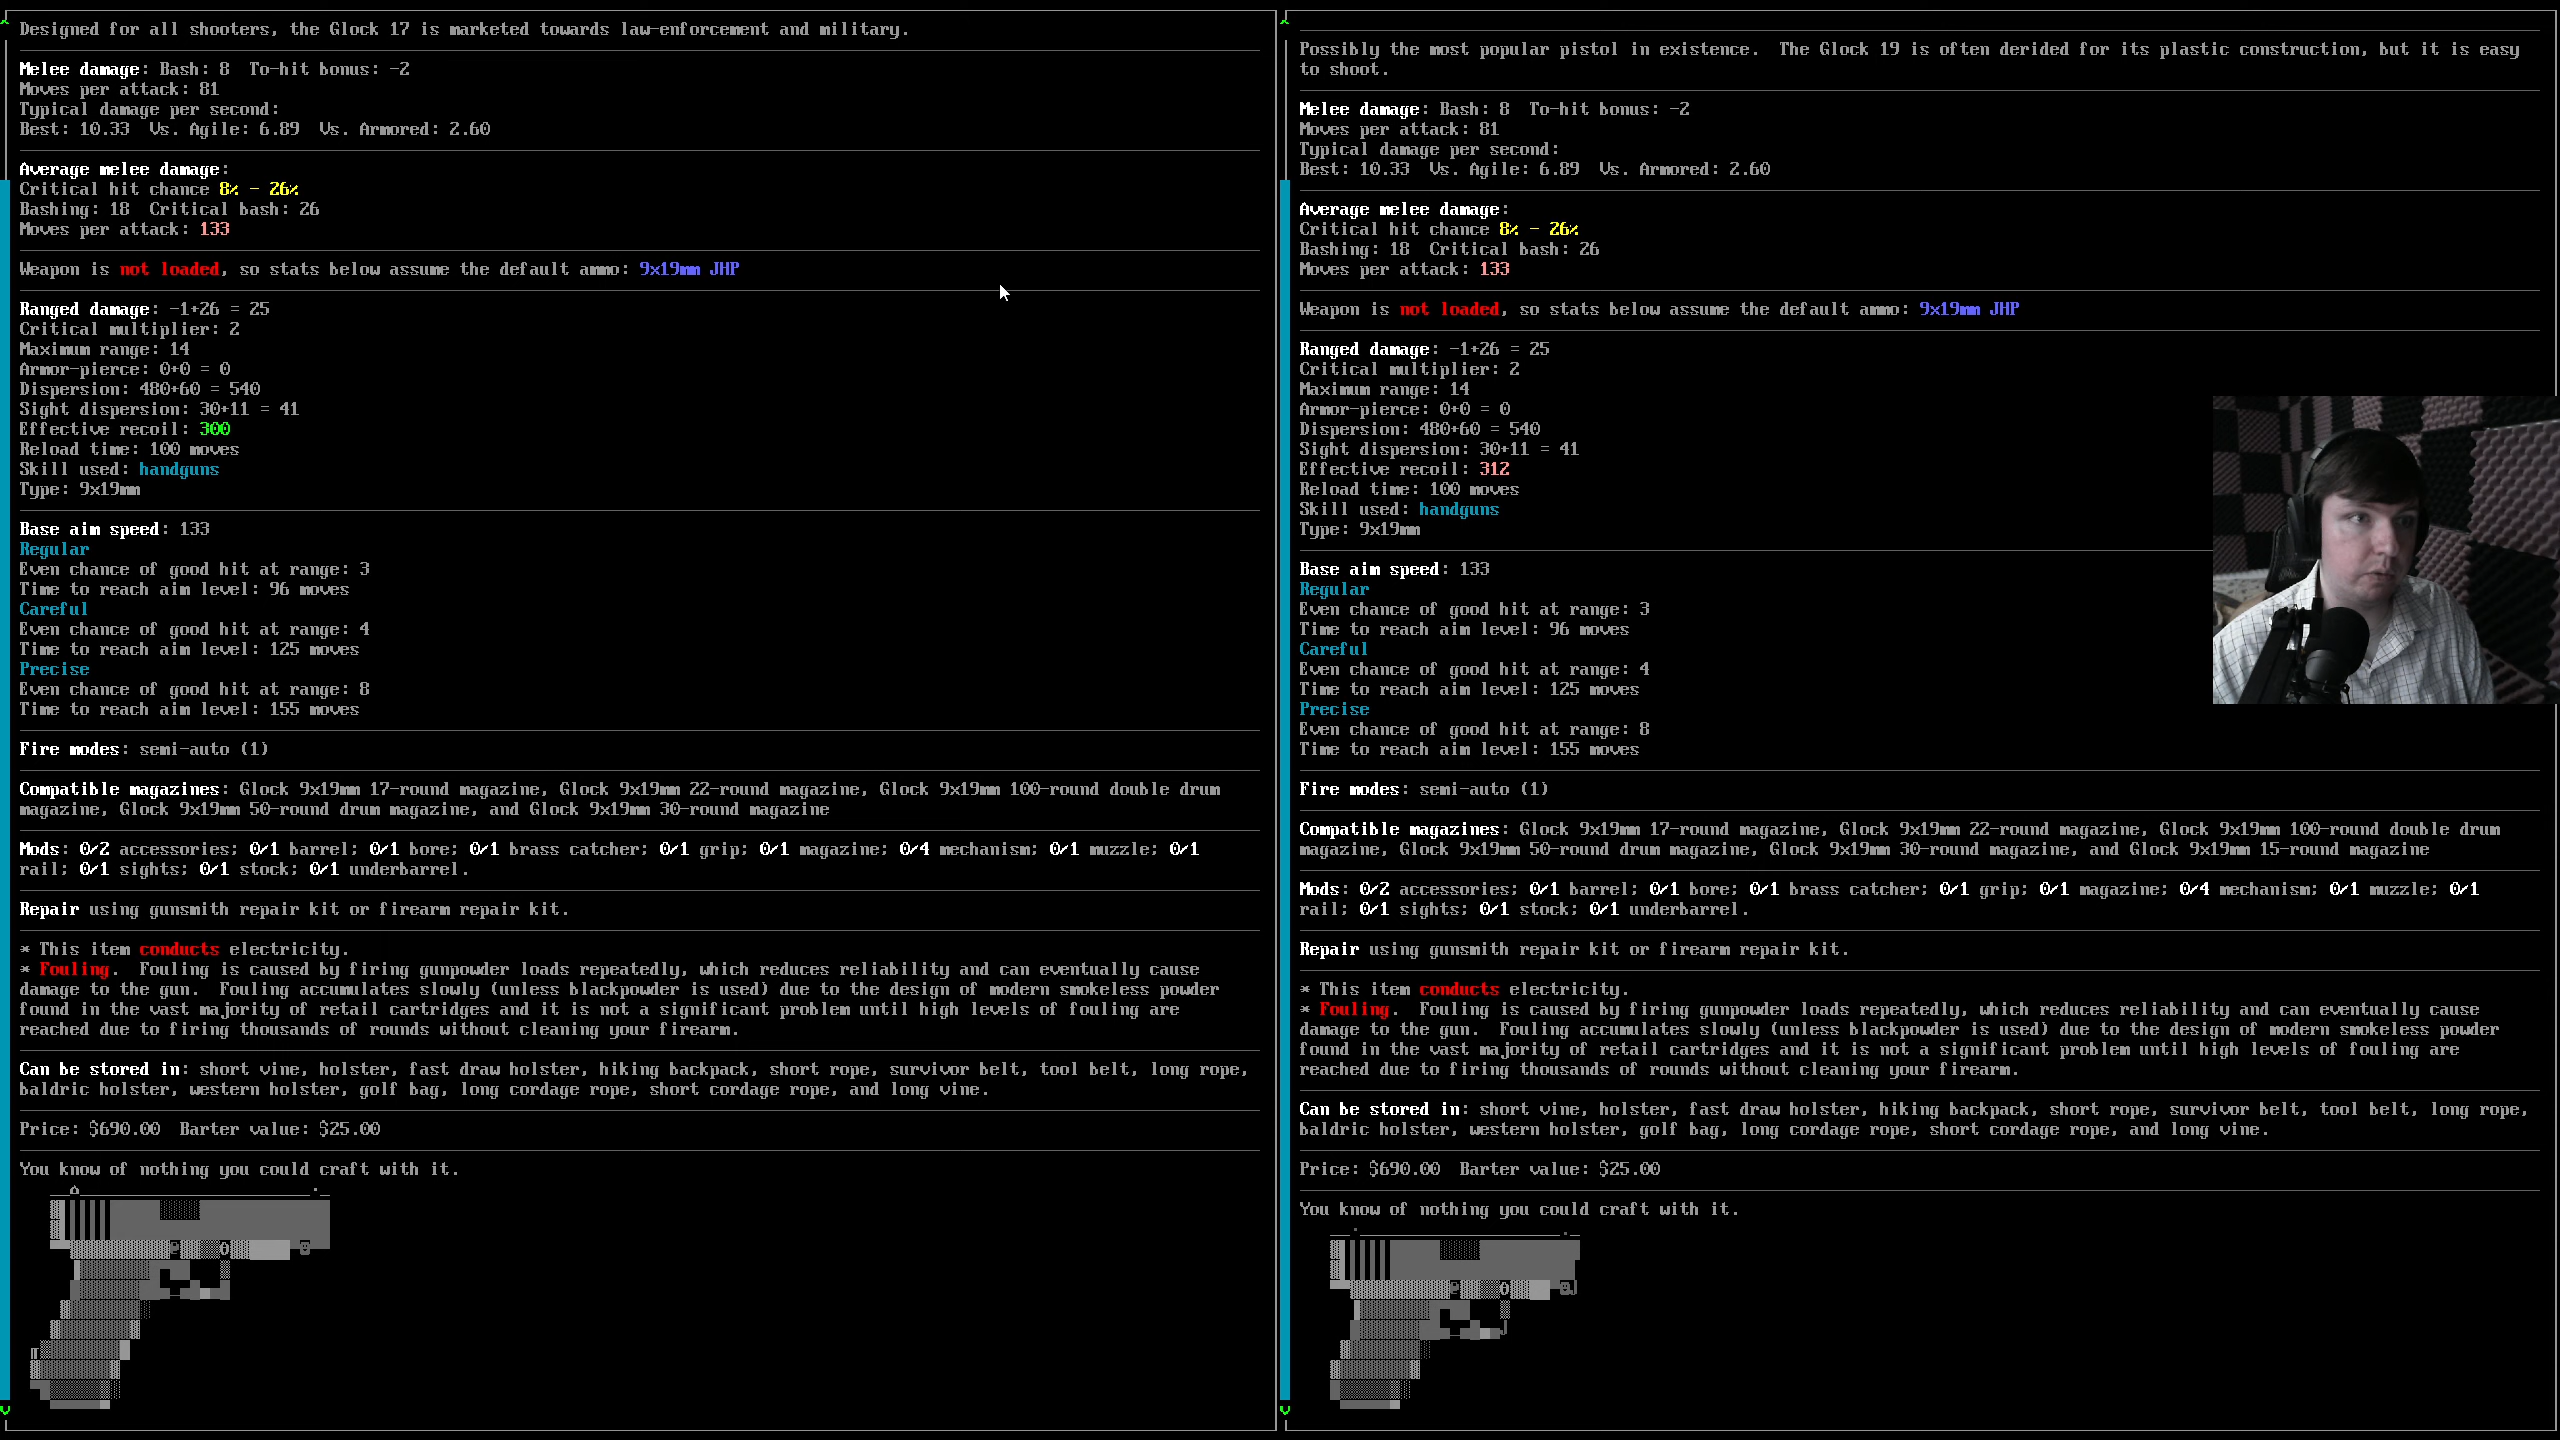 Designed for all shooters, the Glock 17 is marketed towards law-enforcement and military.
Melee damage: Bash: 8  To-hit bonus: -2
Moves per attack: 81
Typical damage per second:
Best: 10.33  Vs. Agile: 6.89  Vs. Armored: 2.60
Average melee damage:
Critical hit chance 8% - 26%
Bashing: 18  Critical bash: 26
Moves per attack: 133
Weapon is not loaded, so stats below assume the default ammo: 9x19mm JHP
Ranged damage: -1+26 = 25
Critical multiplier: 2
Maximum range: 14
Armor-pierce: 0+0 = 0
Dispersion: 480+60 = 540
Sight dispersion: 30+11 = 41
Effective recoil: 300
Reload time: 100 moves
Skill used: handguns
Type: 9x19mm
Base aim speed: 133
Regular
Even chance of good hit at range: 3
Time to reach aim level: 96 moves
Careful
Even chance of good hit at range: 4
Time to reach aim level: 125 moves
Precise
Even chance of good hit at range: 8
Time to reach aim level: 155 moves
Fire modes: semi-auto (1)
Compatible magazines: Glock 9x19mm 17-round magazine, Glock 9x19mm 22-round magazine, Glock 9x19mm 100-round double drum
magazine, Glock 9x19mm 50-round drum magazine, and Glock 9x19mm 30-round magazine
Mods: 0/2 accessories; 0/1 barrel; 0/1 bore; 0/1 brass catcher; 0/1 grip; 0/1 magazine; 0/4 mechanism; 0/1 muzzle; 0/1
rail; 0/1 sights; 0/1 stock; 0/1 underbarrel.
Repair using gunsmith repair kit or firearm repair kit.
* This item conducts electricity.
* Fouling.  Fouling is caused by firing gunpowder loads repeatedly, which reduces reliability and can eventually cause
damage to the gun.  Fouling accumulates slowly (unless blackpowder is used) due to the design of modern smokeless powder
found in the vast majority of retail cartridges and it is not a significant problem until high levels of fouling are
reached due to firing thousands of rounds without cleaning your firearm.
Can be stored in: short vine, holster, fast draw holster, hiking backpack, short rope, survivor belt, tool belt, long rope,
baldric holster, western holster, golf bag, long cordage rope, short cordage rope, and long vine.
Price: $690.00  Barter value: $25.00
You know of nothing you could craft with it.
Possibly the most popular pistol in existence.  The Glock 19 is often derided for its plastic construction, but it is easy
to shoot.
Melee damage: Bash: 8  To-hit bonus: -2
Moves per attack: 81
Typical damage per second:
Best: 10.33  Vs. Agile: 6.89  Vs. Armored: 2.60
Average melee damage:
Critical hit chance 8% - 26%
Bashing: 18  Critical bash: 26
Moves per attack: 133
Weapon is not loaded, so stats below assume the default ammo: 9x19mm JHP
Ranged damage: -1+26 = 25
Critical multiplier: 2
Maximum range: 14
Armor-pierce: 0+0 = 0
Dispersion: 480+60 = 540
Sight dispersion: 30+11 = 41
Effective recoil: 312
Reload time: 100 moves
Skill used: handguns
Type: 9x19mm
Base aim speed: 133
Regular
Even chance of good hit at range: 3
Time to reach aim level: 96 moves
Careful
Even chance of good hit at range: 4
Time to reach aim level: 125 moves
Precise
Even chance of good hit at range: 8
Time to reach aim level: 155 moves
Fire modes: semi-auto (1)
Compatible magazines: Glock 9x19mm 17-round magazine, Glock 9x19mm 22-round magazine, Glock 9x19mm 100-round double drum
magazine, Glock 9x19mm 50-round drum magazine, Glock 9x19mm 30-round magazine, and Glock 9x19mm 15-round magazine
Mods: 0/2 accessories; 0/1 barrel; 0/1 bore; 0/1 brass catcher; 0/1 grip; 0/1 magazine; 0/4 mechanism; 0/1 muzzle; 0/1
rail; 0/1 sights; 0/1 stock; 0/1 underbarrel.
Repair using gunsmith repair kit or firearm repair kit.
* This item conducts electricity.
* Fouling.  Fouling is caused by firing gunpowder loads repeatedly, which reduces reliability and can eventually cause
damage to the gun.  Fouling accumulates slowly (unless blackpowder is used) due to the design of modern smokeless powder
found in the vast majority of retail cartridges and it is not a significant problem until high levels of fouling are
reached due to firing thousands of rounds without cleaning your firearm.
Can be stored in: short vine, holster, fast draw holster, hiking backpack, short rope, survivor belt, tool belt, long rope,
baldric holster, western holster, golf bag, long cordage rope, short cordage rope, and long vine.
Price: $690.00  Barter value: $25.00
You know of nothing you could craft with it.